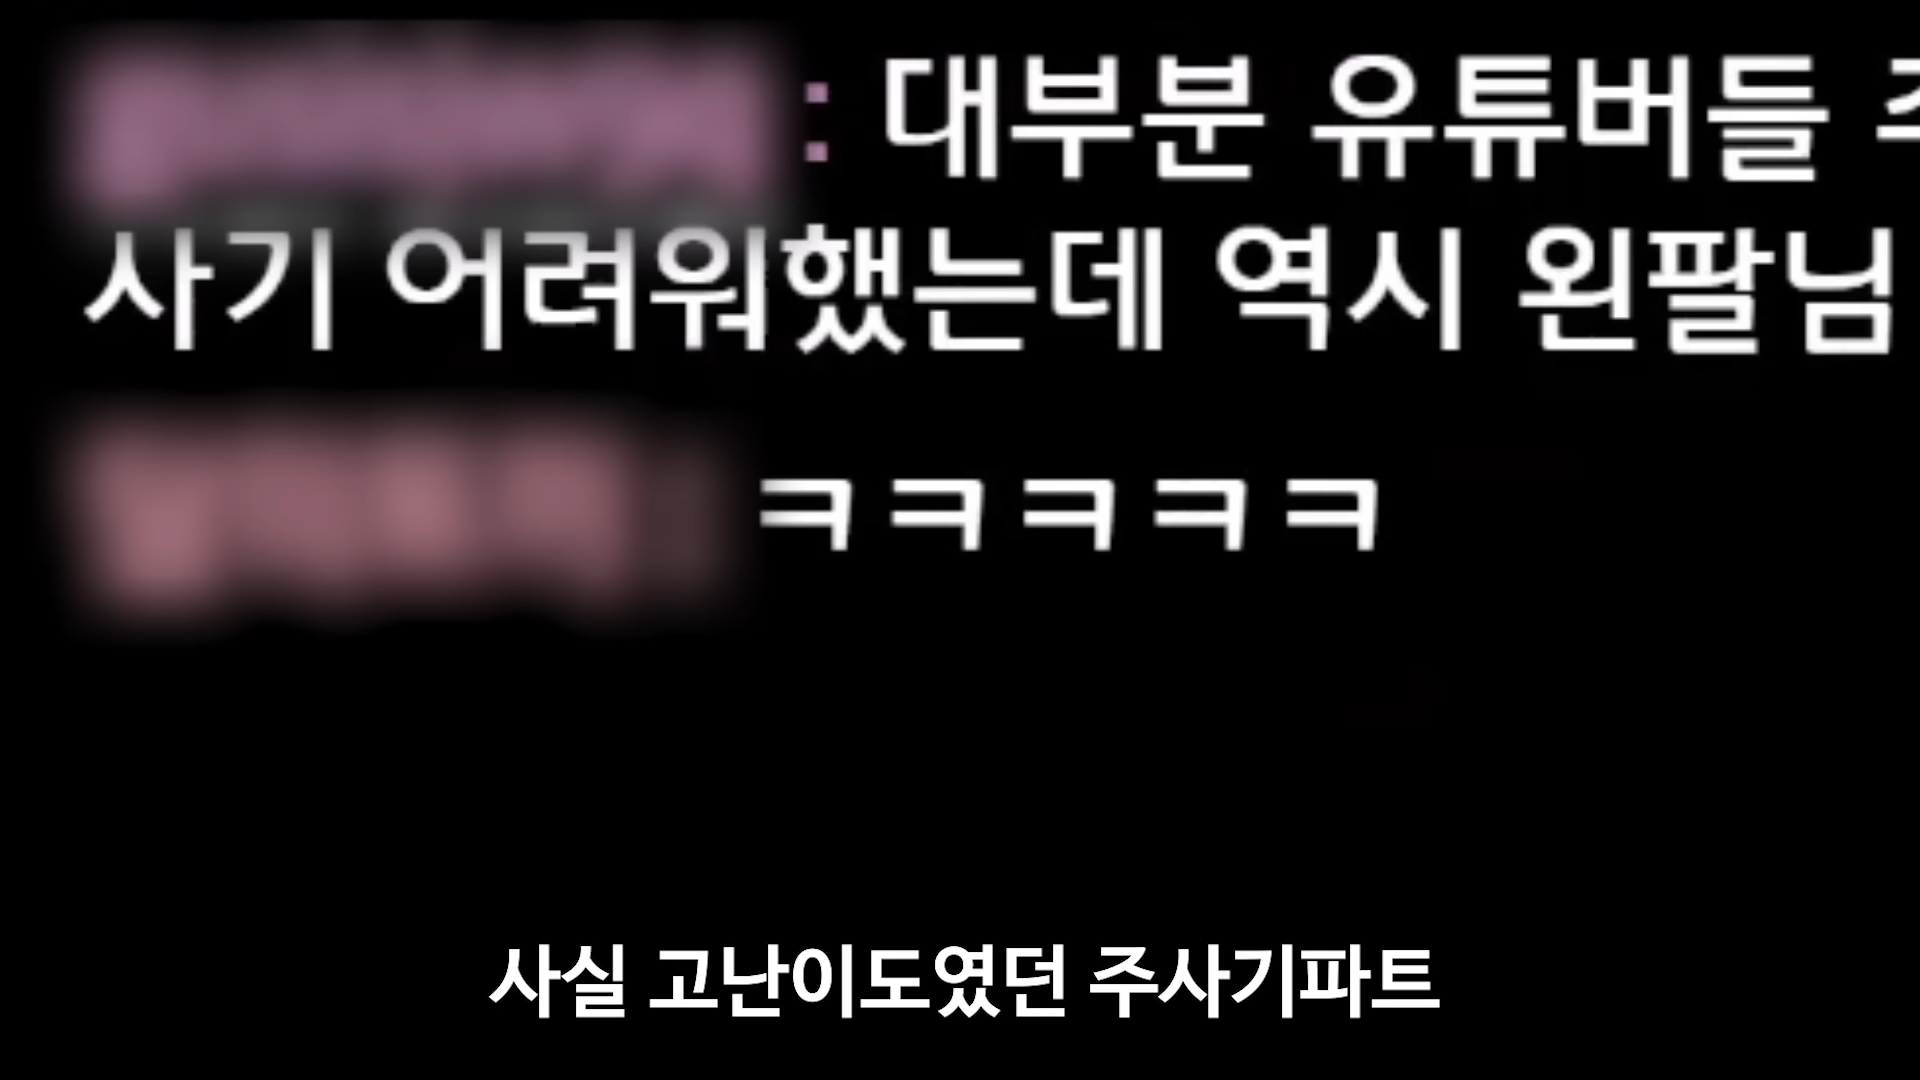 : 대부분 유튜버들
사기 어려워했는데 역시 왼팔님
ㅋㅋㅋㅋㅋ
사실 고난이도였던 주사기파트